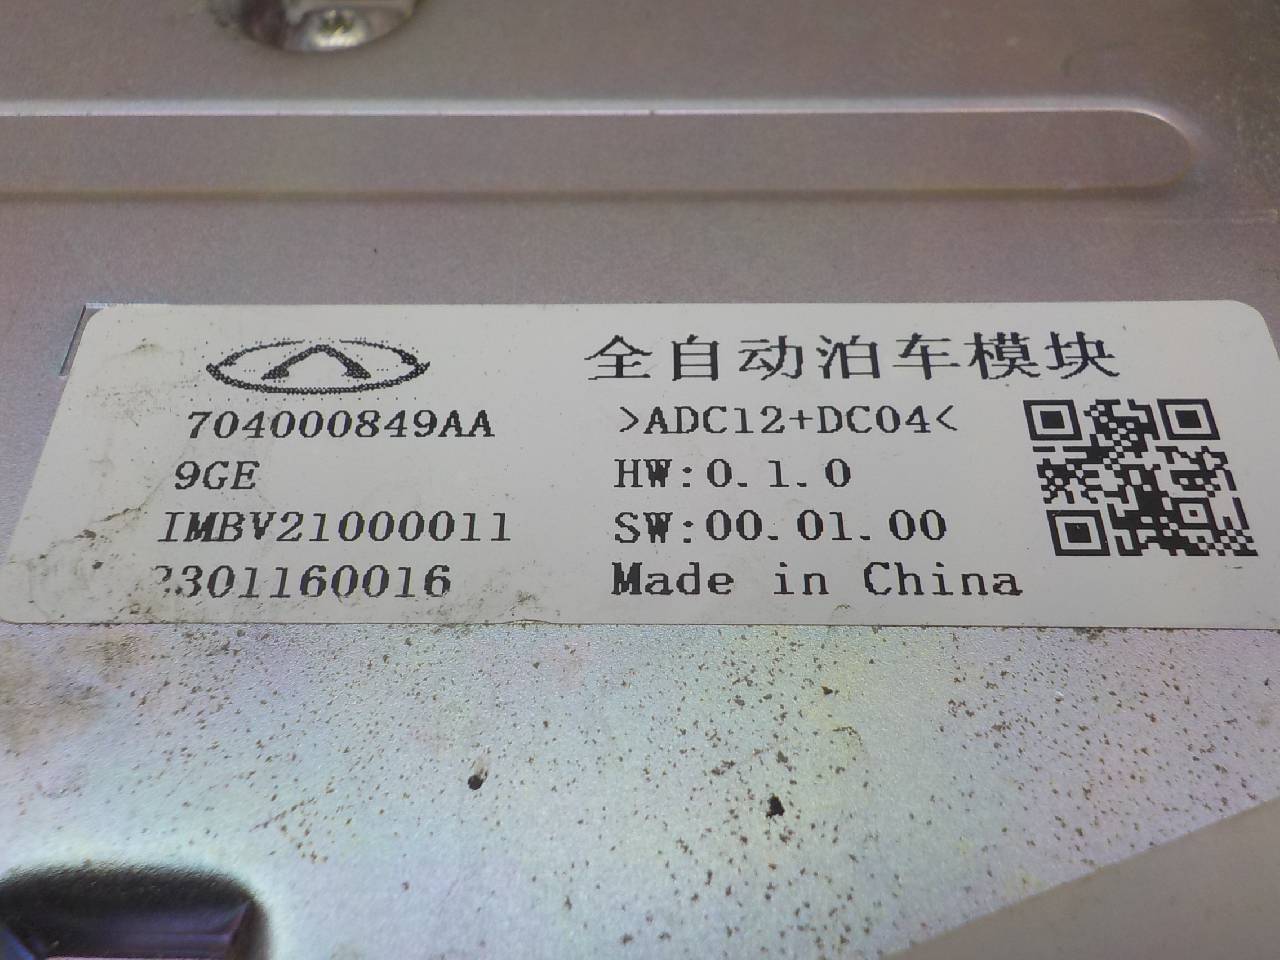 全自动泊车模块
704000849AA >ADC12+DC04<
9GE HW:0.1.0
IMBV21000011 SW:00.01.00
2301160016 Made in China